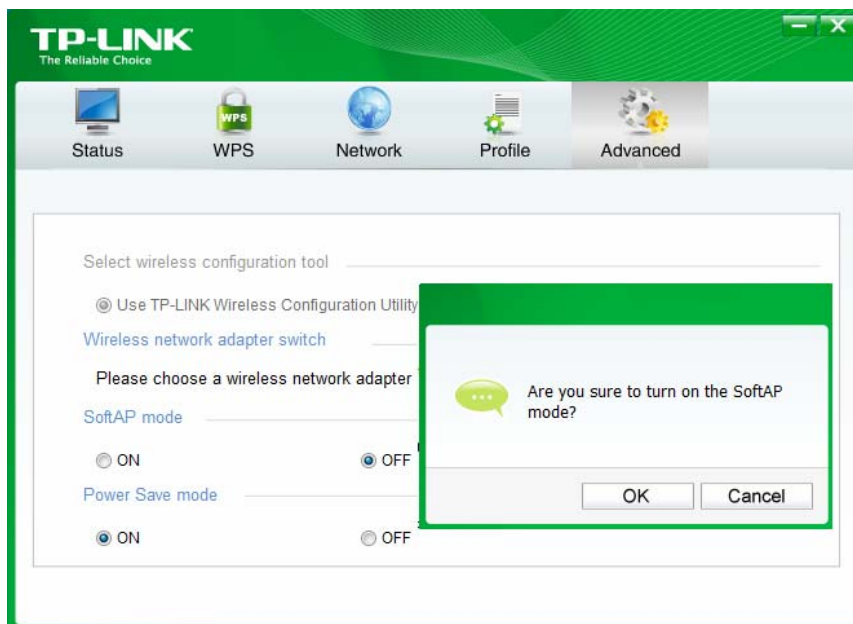 TP-LINK
The Reliable Choice
WPS
Status WPS Network Profile Advanced
Select wireless configuration tool
Use TP-LINK Wireless Configuration Utility
Wireless network adapter switch
Please choose a wireless network adapter
SoftAP mode
ON OFF
Power Save mode
ON OFF
Are you sure to turn on the SoftAP
mode?
OK Cancel